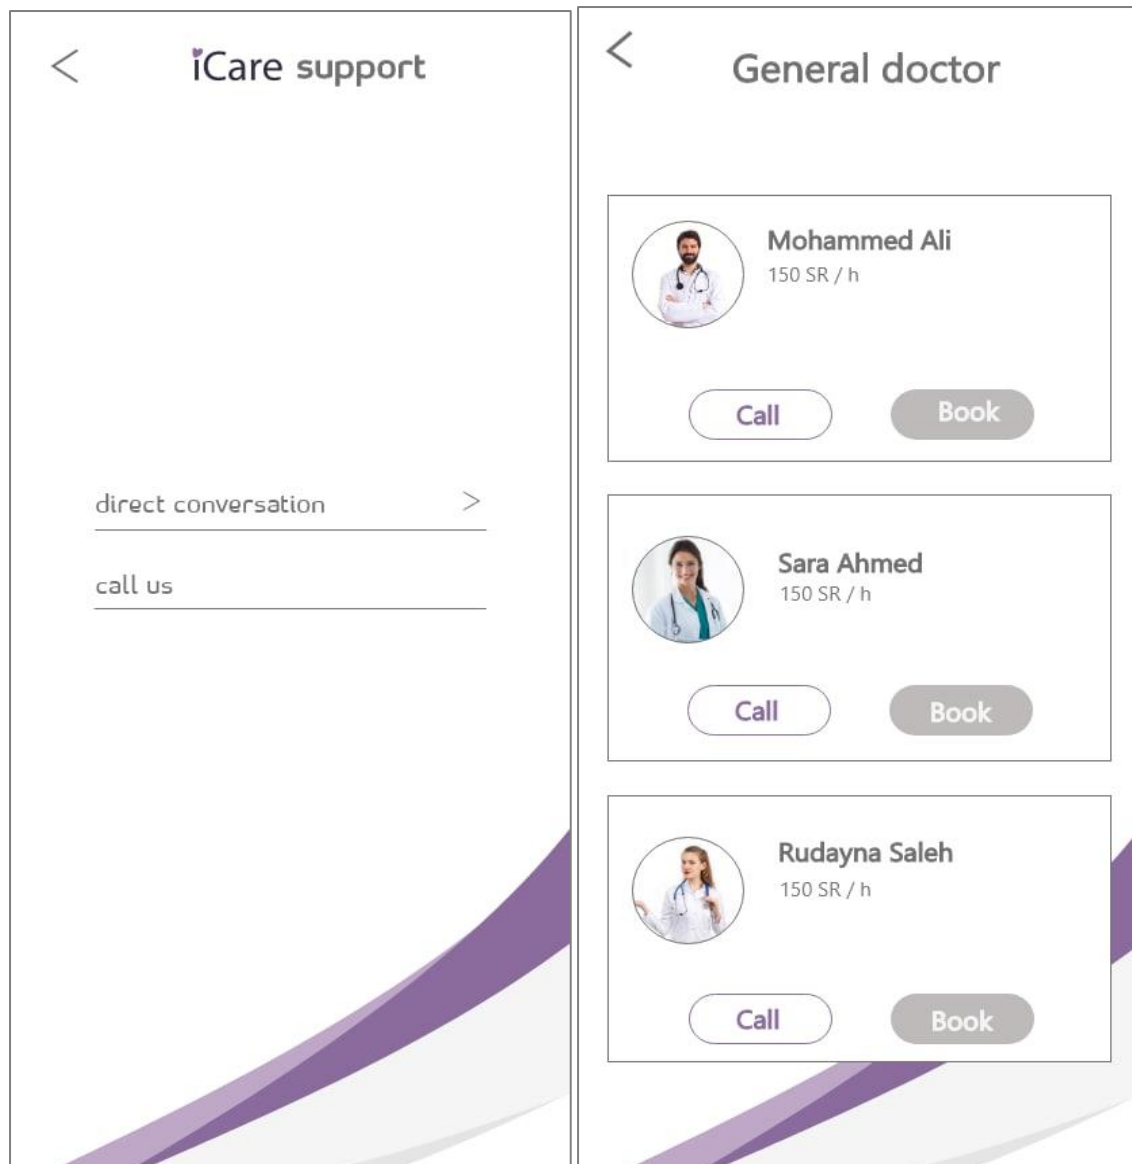 iCare support
direct conversation >
call us
General doctor
Mohammed Ali
150 SR / h
Call
Book
Sara Ahmed
150 SR / h
Call
Book
Rudayna Saleh
150 SR / h
Call
Book